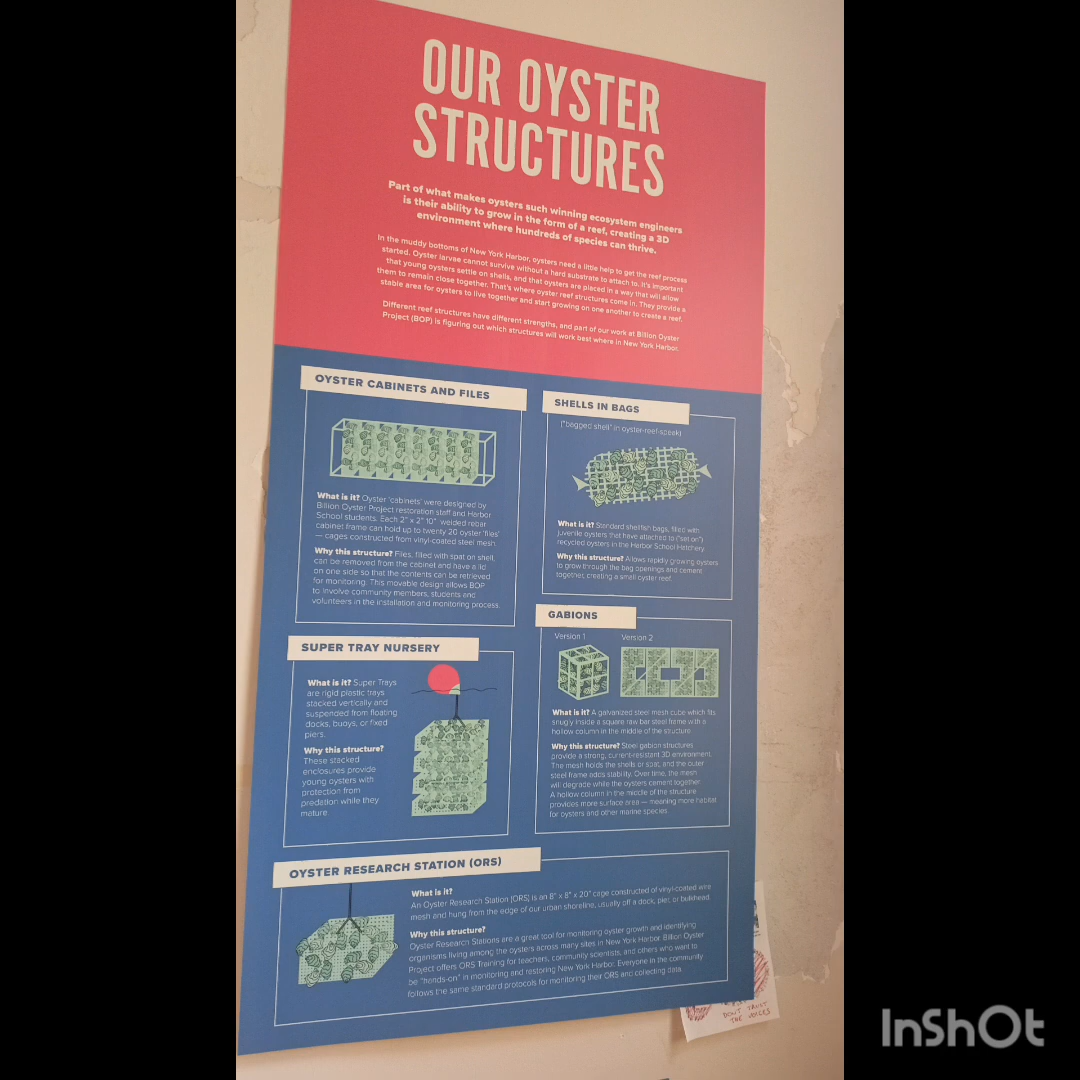 OUR OYSTER
STRUCTURES
Part of what makes oysters such winning ecosystem engineers
is their ability to grow in the form of a reef, creating a 3D
environment where hundreds of species can thrive.
In the muddy bottoms of New York Harbor, oysters need a little help to get the reef process
started. Oyster larvae cannot survive without a hard substrate to attach to. It's important
that young oysters settle on shells, and that oysters are placed in a way that will allow
them to remain close together. That's where oyster reef structures come in. They provide a
stable area for oysters to live together and start growing on one another to create a reef.
Different reef structures have different strengths, and part of our work at Billion Oyster
Project (BOP) is figuring out which structures will work best where in New York Harbor.
OYSTER CABINETS AND FILES
What is it? Oyster 'cabinets' were designed by
Billion Oyster Project restoration staff and Harbor
School students. Each 2" x 2" 10" welded rebar
cabinet frame can hold up to twenty 20 oyster 'files'
— cages constructed from vinyl-coated steel mesh.
Why this structure? Files, filled with spat on shell,
can be removed from the cabinet and have a lid
on one side so that the contents can be retrieved
for monitoring. This movable design allows BOP
to involve community members, students and
volunteers in the installation and monitoring process.
SHELLS IN BAGS
("bagged shell" in oyster-reef-speak)
What is it? Standard shellfish bags, filled with
juvenile oysters that have attached to ("set on")
recycled oysters in the Harbor School Hatchery.
Why this structure? Allows rapidly growing oysters
to grow through the bag openings and cement
together, creating a small oyster reef.
SUPER TRAY NURSERY
What is it? Super Trays
are rigid plastic trays
stacked vertically and
suspended from floating
docks, buoys, or fixed
piers.
Why this structure?
These stacked
enclosures provide
young oysters with
protection from
predation while they
mature.
GABIONS
Version 1 Version 2
What is it? A galvanized steel mesh cube which fits
snugly inside a square raw bar steel frame with a
hollow column in the middle of the structure.
Why this structure? Steel gabion structures
provide a strong, current-resistant 3D environment.
The mesh holds the shells or spat, and the outer
steel frame adds stability. Over time, the mesh
will degrade while the oysters cement together.
A hollow column in the middle of the structure
provides more surface area — meaning more habitat
for oysters and other marine species.
OYSTER RESEARCH STATION (ORS)
What is it?
An Oyster Research Station (ORS) is an 8" x 8" x 20" cage constructed of vinyl-coated wire
mesh and hung from the edge of our urban shoreline, usually off a dock, pier, or bulkhead.
Why this structure?
Oyster Research Stations are a great tool for monitoring oyster growth and identifying
organisms living among the oysters across many sites in New York Harbor. Billion Oyster
Project offers ORS Training for teachers, community scientists, and others who want to
be "hands-on" in monitoring and restoring New York Harbor. Everyone in the community
follows the same standard protocols for monitoring their ORS and collecting data.
DON'T TRUST
THE VOICES
InShOt